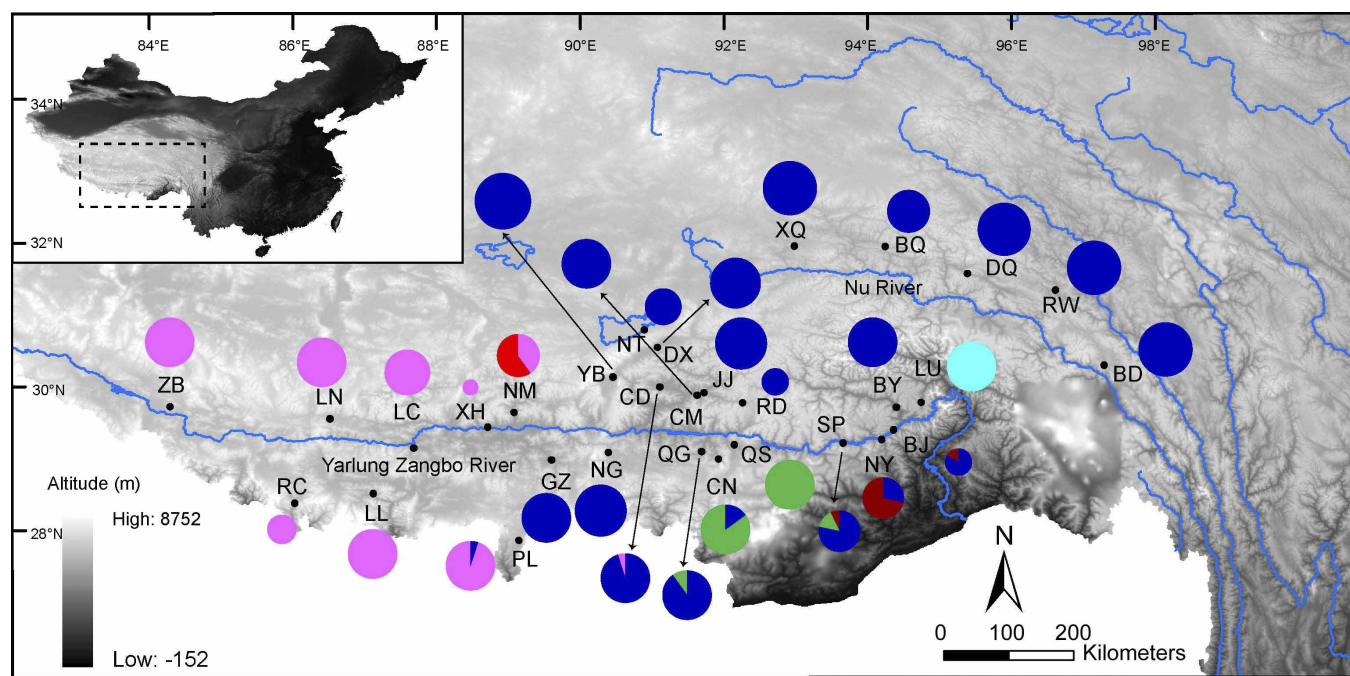 84°E
86°E
88°E
90°E
92°E
94°E
96°E
98°E
34°N
32°N
30°N
28°N
XQ
BQ
DQ
RW
Nu River
NT
DX
YB
CD
CM
JJ
RD
BY
LU
BD
ZB
LN
LC
XH
NM
SP
BJ
NY
Yarlung Zangbo River
GZ
NG
QG
QS
CN
RC
LL
PL
Altitude (m)
High: 8752
Low: -152
N
0 100 200
Kilometers